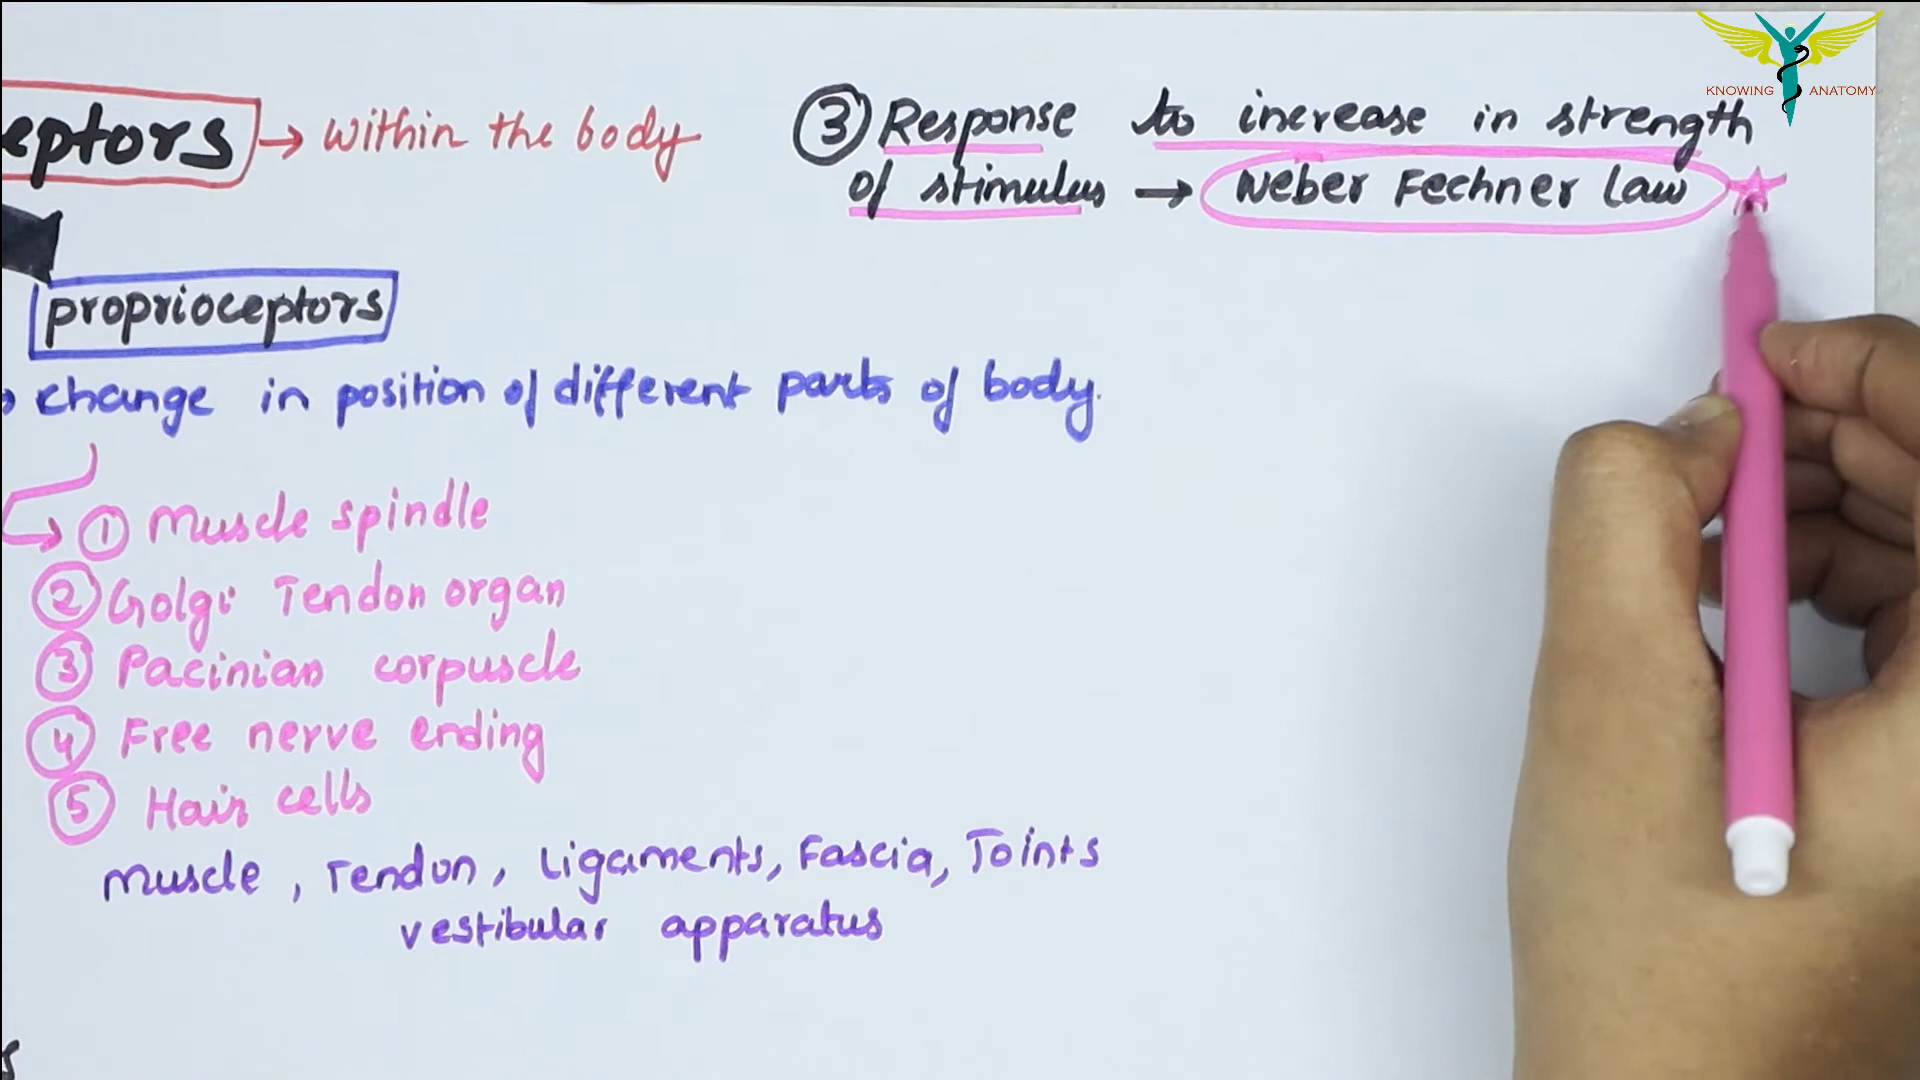 eptors → within the body
proprioceptors
change in position of different parts of body.
① Muscle spindle
② Golgi Tendon organ
③ Pacinian corpuscle
④ Free nerve ending
⑤ Hair cells
Muscle, Tendon, Ligaments, Fascia, Joints
vestibular apparatus
③ Response to increase in strength
of stimulus → Weber Fechner Law
KNOWING ANATOMY